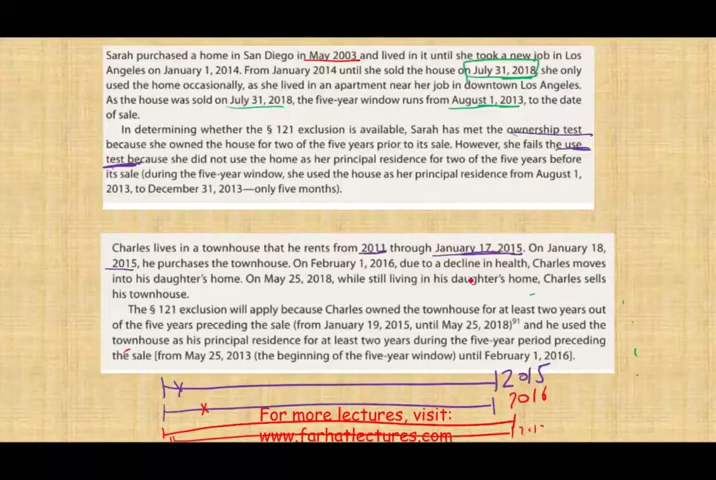 Sarah purchased a home in San Diego in May 2003 and lived in it until she took a new job in Los
Angeles on January 1, 2014. From January 2014 until she sold the house on July 31, 2018, she only
used the home occasionally, as she lived in an apartment near her job in downtown Los Angeles.
As the house was sold on July 31, 2018, the five-year window runs from August 1, 2013, to the date
of sale.
In determining whether the § 121 exclusion is available, Sarah has met the ownership test
because she owned the house for two of the five years prior to its sale. However, she fails the use
test because she did not use the home as her principal residence for two of the five years before
its sale (during the five-year window, she used the house as her principal residence from August 1,
2013, to December 31, 2013—only five months).
Charles lives in a townhouse that he rents from 2011 through January 17, 2015. On January 18,
2015, he purchases the townhouse. On February 1, 2016, due to a decline in health, Charles moves
into his daughter's home. On May 25, 2018, while still living in his daughter's home, Charles sells
his townhouse.
The § 121 exclusion will apply because Charles owned the townhouse for at least two years out
of the five years preceding the sale (from January 19, 2015, until May 25, 2018)⁹¹ and he used the
townhouse as his principal residence for at least two years during the five-year period preceding
the sale [from May 25, 2013 (the beginning of the five-year window) until February 1, 2016].
2015
2016
For more lectures, visit:
www.farhatlectures.com